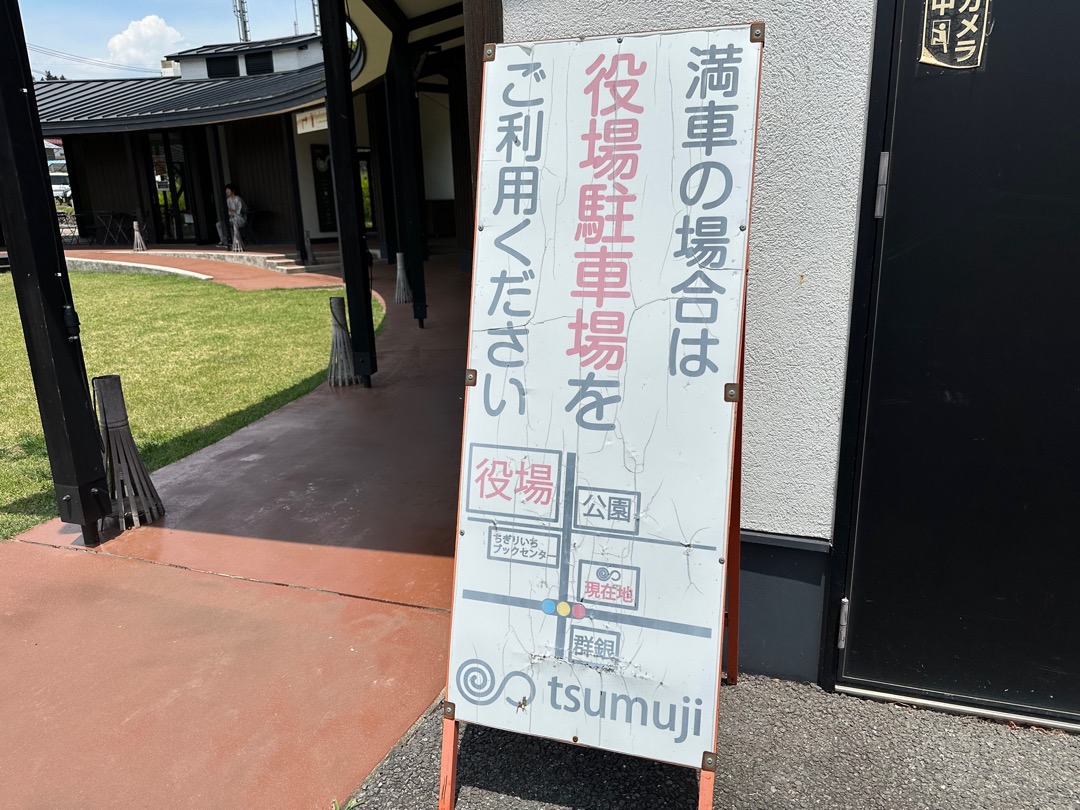 満車の場合は
役場駐車場を
ご利用ください
役場
公園
ちぎりいち
ブックセンター
現在地
群銀
tsumuji
カメラ
中